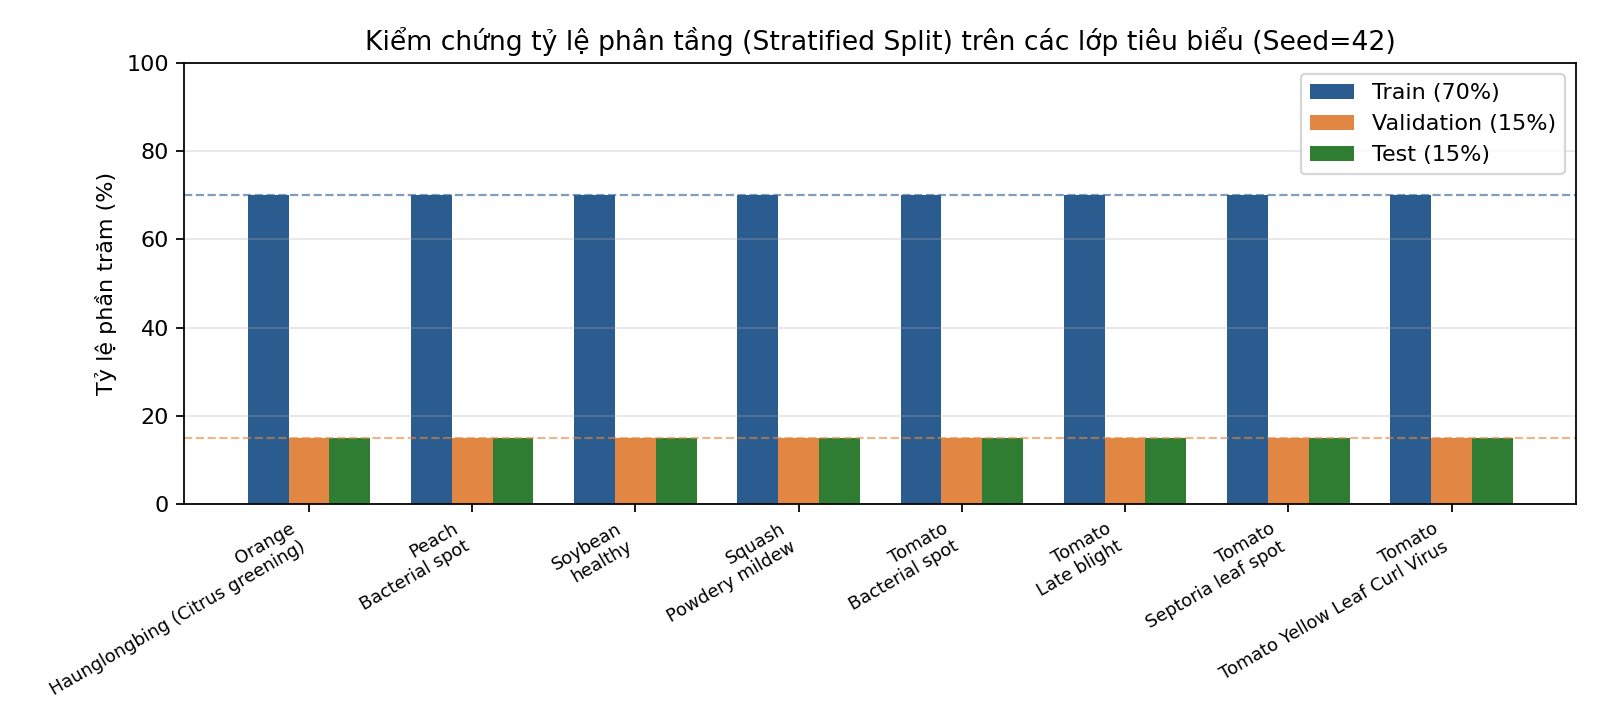 Kiểm chứng tỷ lệ phân tầng (Stratified Split) trên các lớp tiêu biểu (Seed=42)
Train (70%)
Validation (15%)
Test (15%)
Tỷ lệ phần trăm (%)
100
80
60
40
20
0
Orange
Haunglongbing (Citrus greening)
Peach
Bacterial spot
Soybean
healthy
Squash
Powdery mildew
Tomato
Bacterial spot
Tomato
Late blight
Tomato
Septoria leaf spot
Tomato
Tomato Yellow Leaf Curl Virus